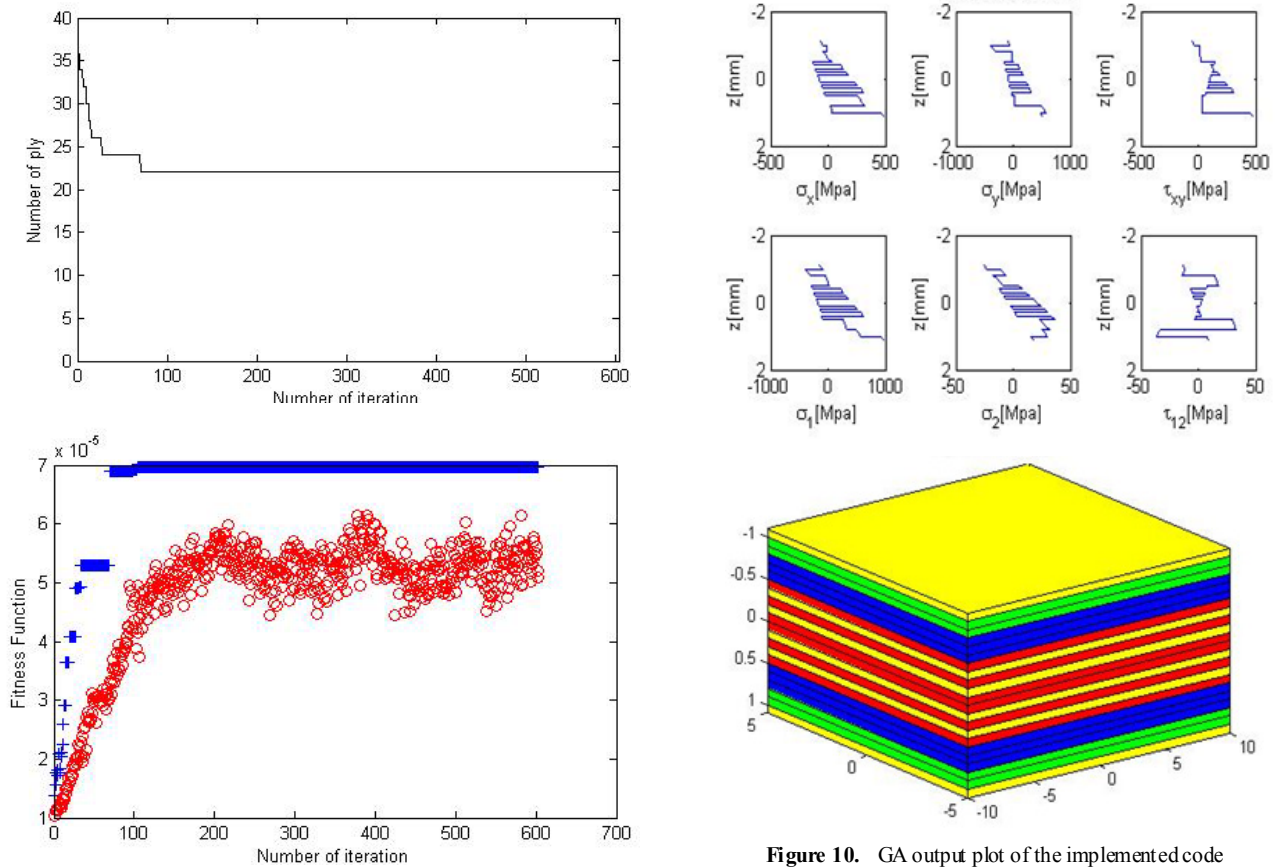 40
35
30
25
20
15
10
5
0
Number of ply
0 100 200 300 400 500 600
Number of iteration
x 10-5
7
6
5
4
3
2
1
Fitness Function
0 100 200 300 400 500 600 700
Number of iteration
-2
0
2
z[mm]
-500 0 500
σx[Mpa]
-2
0
2
z[mm]
-1000 0 1000
σy[Mpa]
-2
0
2
z[mm]
-500 0 500
τxy[Mpa]
-2
0
2
z[mm]
-1000 0 1000
σ1[Mpa]
-2
0
2
z[mm]
-50 0 50
σ2[Mpa]
-2
0
2
z[mm]
-50 0 50
τ12[Mpa]
-1
-0.5
0
0.5
1
5
0
-5
-10
-5
0
5
10
Figure 10. GA output plot of the implemented code